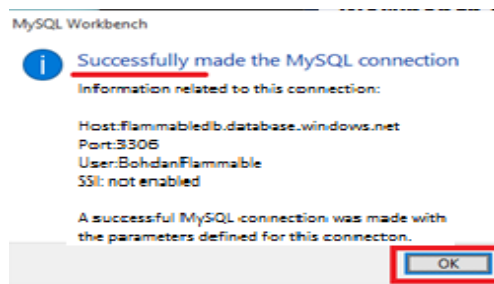 MySQL Workbench
Successfully made the MySQL connection
Information related to this connection:
Host:flammabledb.database.windows.net
Port:3306
User:BohdanFlammable
SSl: not enabled
A successful MySQL connection was made with
the parameters defined for this connecton.
OK